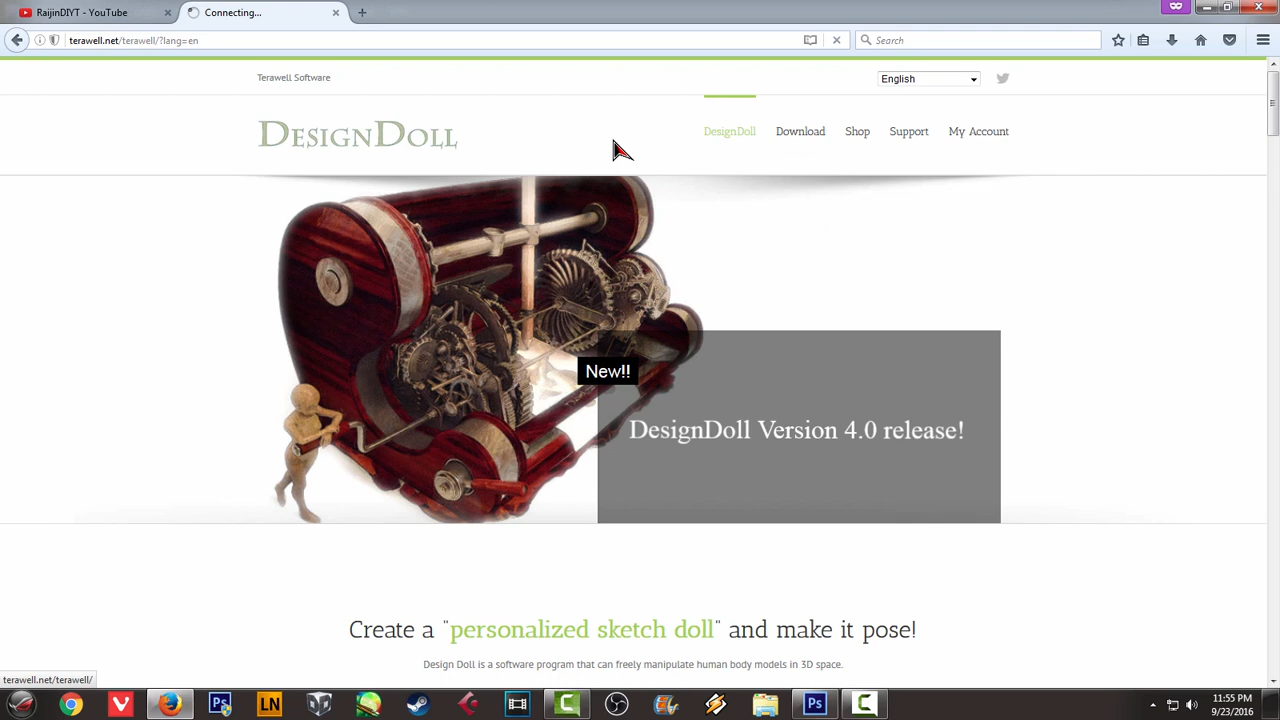 RaijinDIYT - YouTube
Connecting...
terawell.net/terawell/?lang=en
Search
Terawell Software
English
DesignDoll
DesignDoll
Download
Shop
Support
My Account
New!!
DesignDoll Version 4.0 release!
Create a "personalized sketch doll" and make it pose!
Design Doll is a software program that can freely manipulate human body models in 3D space.
terawell.net/terawell/
Ps
LN
Ps
11:55 PM
9/23/2016